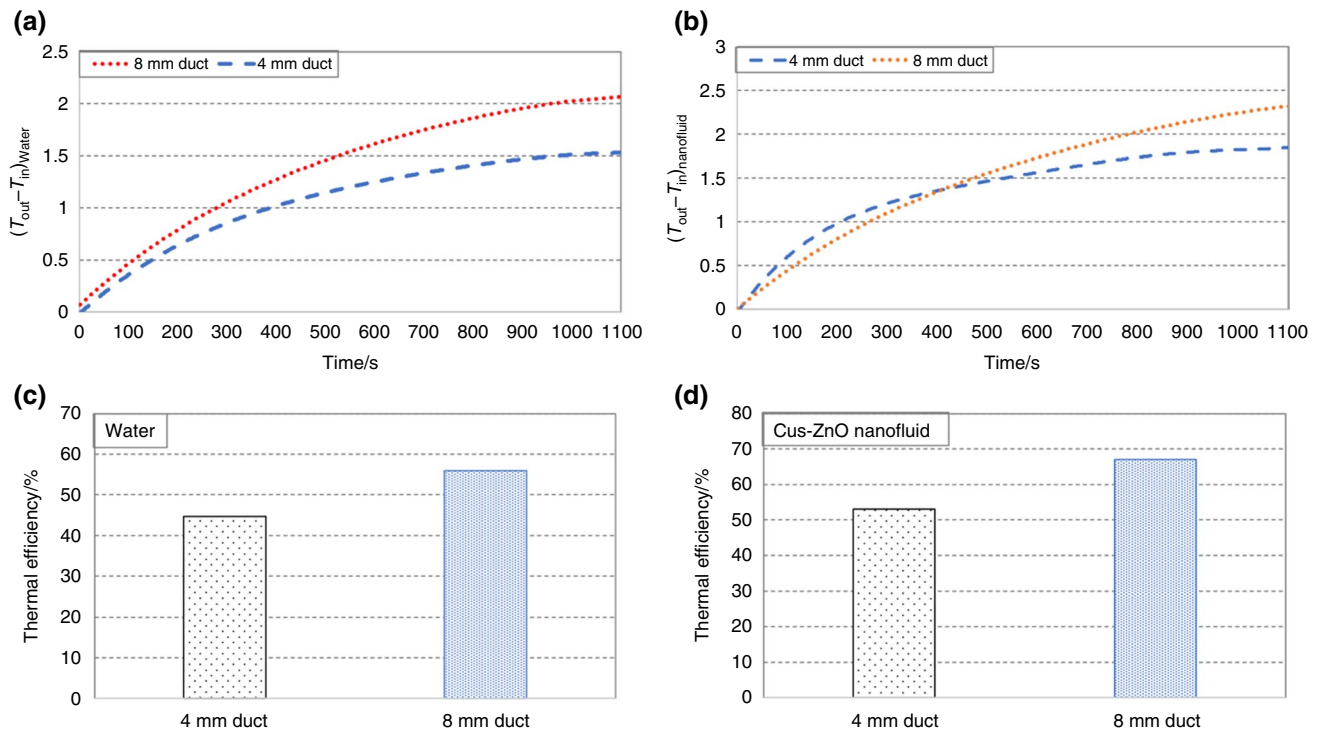 (a)
2.5
2
1.5
1
0.5
0
(Tout–Tin)Water
8 mm duct 4 mm duct
0 100 200 300 400 500 600 700 800 900 1000 1100
Time/s
(b)
3
2.5
2
1.5
1
0.5
0
(Tout–Tin)nanofluid
4 mm duct 8 mm duct
0 100 200 300 400 500 600 700 800 900 1000 1100
Time/s
(c)
70
60
50
40
30
20
10
0
Thermal efficiency/%
Water
4 mm duct 8 mm duct
(d)
80
70
60
50
40
30
20
10
0
Thermal efficiency/%
Cus-ZnO nanofluid
4 mm duct 8 mm duct